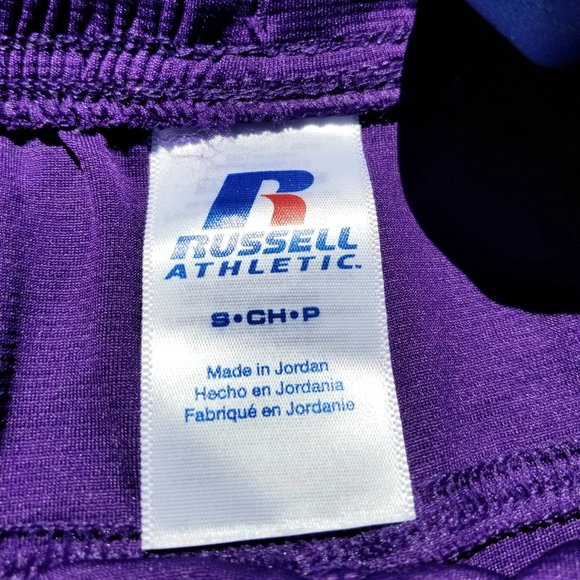 R
RUSSELL
ATHLETIC
S•CH•P
Made in Jordan
Hecho en Jordania
Fabriqué en Jordanie